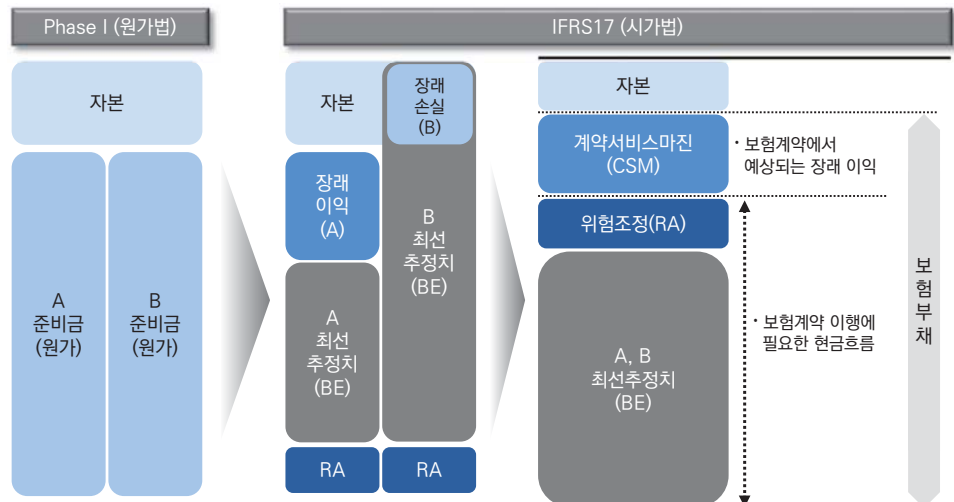 Phase I (원가법)
IFRS17 (시가법)
자본
A
준비금
(원가)
B
준비금
(원가)
자본
장래
손실
(B)
장래
이익
(A)
B
최선
추정치
(BE)
A
최선
추정치
(BE)
RA
RA
자본
계약서비스마진
(CSM)
· 보험계약에서
예상되는 장래 이익
위험조정(RA)
A, B
최선추정치
(BE)
· 보험계약 이행에
필요한 현금흐름
보
험
부
채